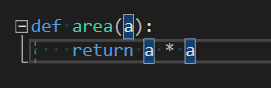 def area(a):
    return a * a